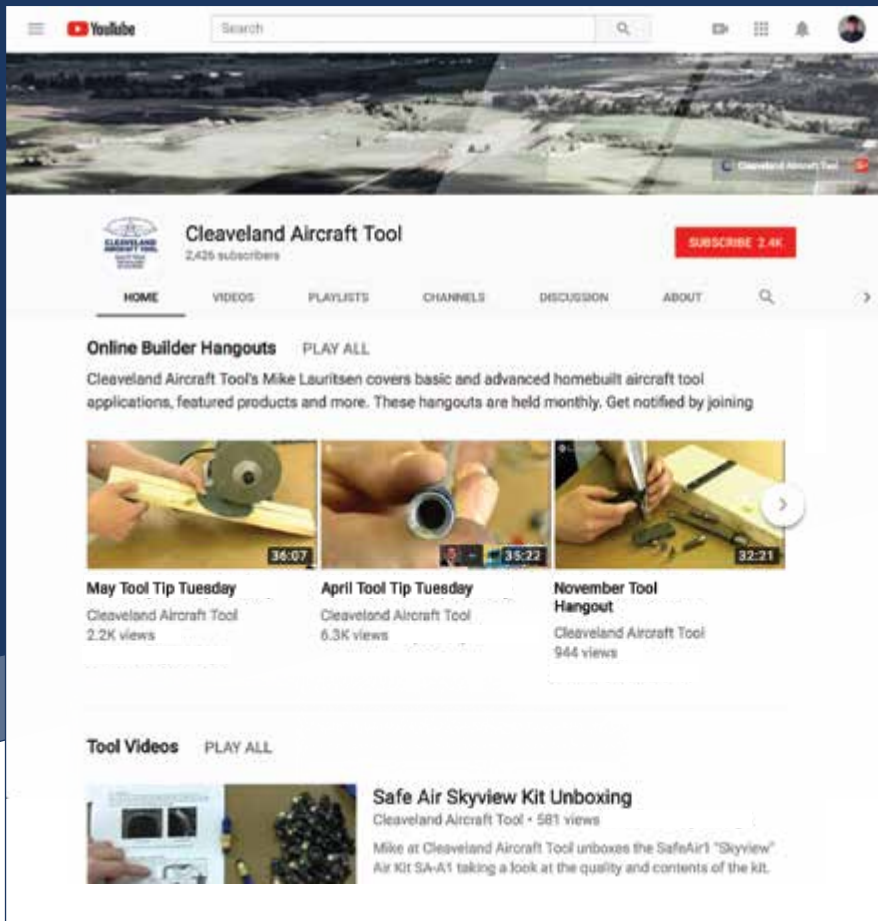 YouTube
Search
Cleaveland Aircraft Tool
CLEAVELAND
AIRCRAFT TOOL
Cleaveland Aircraft Tool
2,426 subscribers
SUBSCRIBE 2.4K
HOME VIDEOS PLAYLISTS CHANNELS DISCUSSION ABOUT
Online Builder Hangouts PLAY ALL
Cleaveland Aircraft Tool's Mike Lauritsen covers basic and advanced homebuilt aircraft tool
applications, featured products and more. These hangouts are held monthly. Get notified by joining
36:07 35:22 32:21
May Tool Tip Tuesday
Cleaveland Aircraft Tool
2.2K views
April Tool Tip Tuesday
Cleaveland Aircraft Tool
6.3K views
November Tool
Hangout
Cleaveland Aircraft Tool
944 views
Tool Videos PLAY ALL
Safe Air Skyview Kit Unboxing
Cleaveland Aircraft Tool • 581 views
Mike at Cleaveland Aircraft Tool unboxes the SafeAir1 "Skyview"
Air Kit SA-A1 taking a look at the quality and contents of the kit.